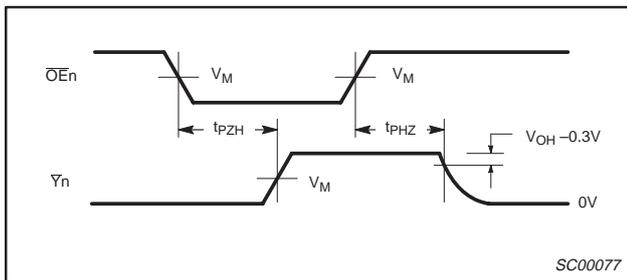 OEn
VM
VM
tPZH
tPHZ
VOH –0.3V
Yn
VM
0V
SC00077